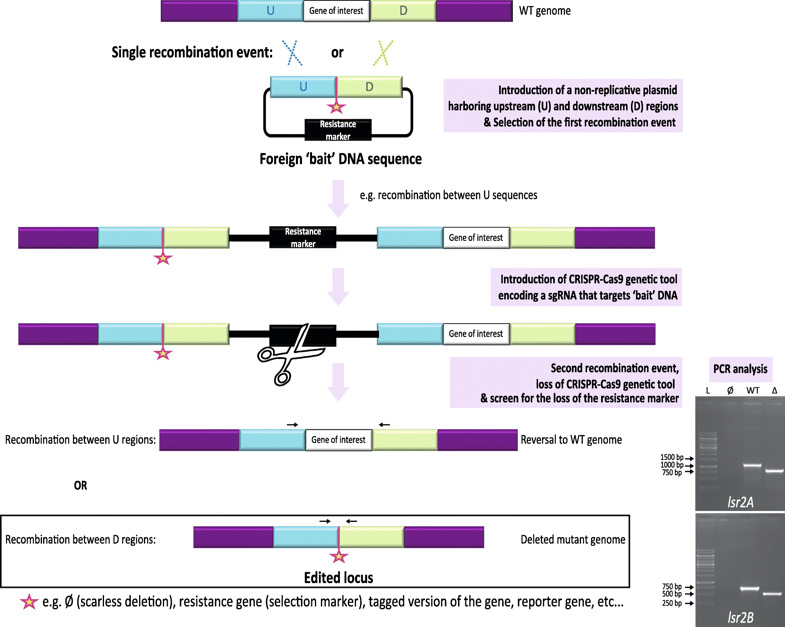 U
Gene of interest
D
WT genome
Single recombination event:
or
U
D
Resistance
marker
Foreign 'bait' DNA sequence
Introduction of a non-replicative plasmid
harboring upstream (U) and downstream (D) regions
& Selection of the first recombination event
e.g. recombination between U sequences
Resistance
marker
Gene of interest
Introduction of CRISPR-Cas9 genetic tool
encoding a sgRNA that targets 'bait' DNA
Gene of interest
Second recombination event,
loss of CRISPR-Cas9 genetic tool
& screen for the loss of the resistance marker
Recombination between U regions:
Gene of interest
Reversal to WT genome
OR
Recombination between D regions:
Deleted mutant genome
Edited locus
e.g. Ø (scarless deletion), resistance gene (selection marker), tagged version of the gene, reporter gene, etc...
PCR analysis
L Ø WT Δ
1500 bp
1000 bp
750 bp
lsr2A
750 bp
500 bp
250 bp
lsr2B